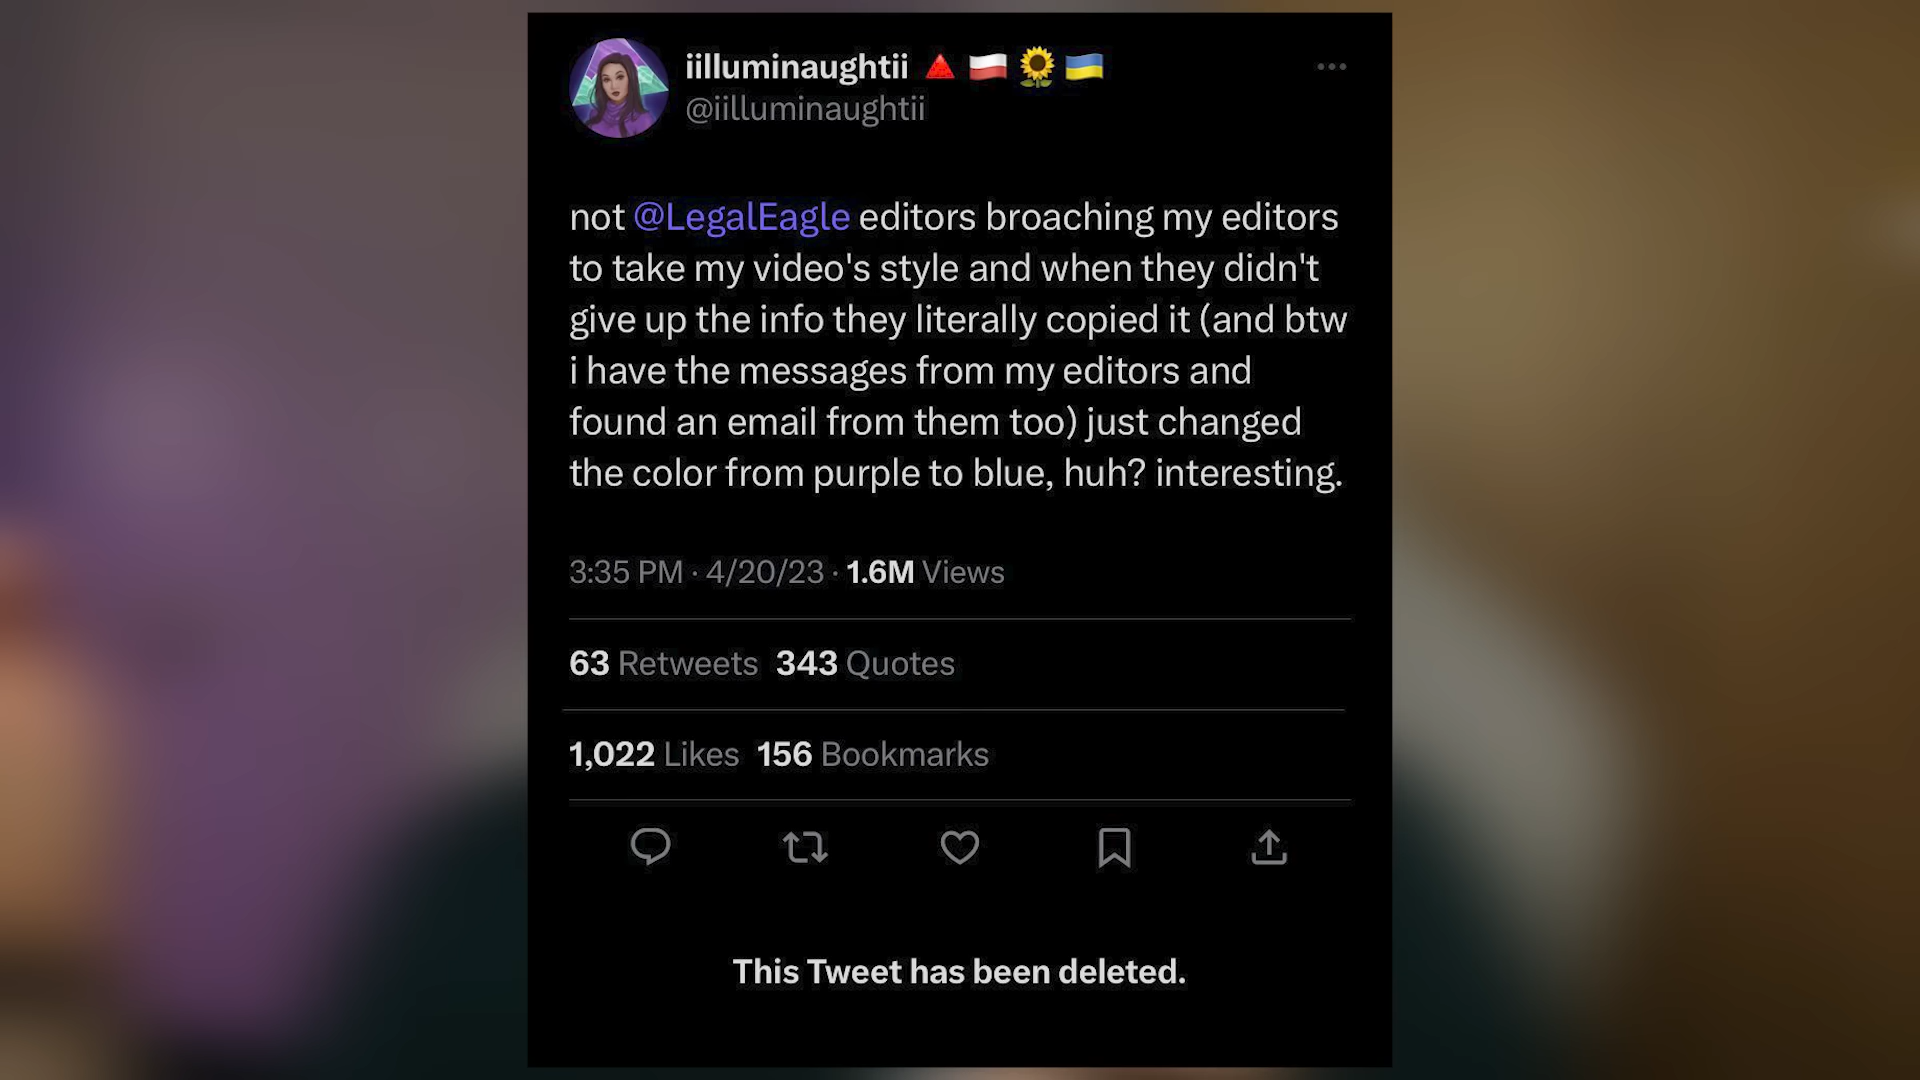 iilluminaughtii 🔺 🇵🇱 🌻 🇺🇦
@iilluminaughtii
not @LegalEagle editors broaching my editors
to take my video's style and when they didn't
give up the info they literally copied it (and btw
i have the messages from my editors and
found an email from them too) just changed
the color from purple to blue, huh? interesting.
3:35 PM · 4/20/23 · 1.6M Views
63 Retweets 343 Quotes
1,022 Likes 156 Bookmarks
This Tweet has been deleted.